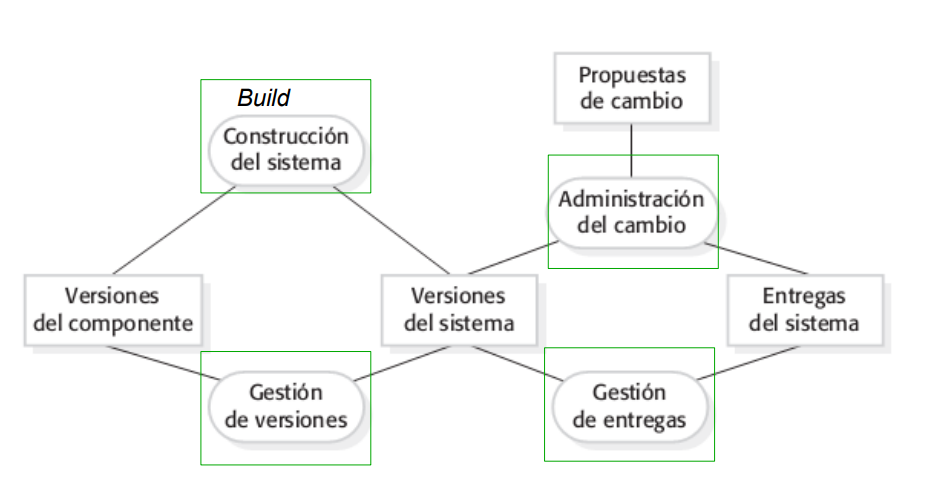 Propuestas
de cambio
Build
Construcción
del sistema
Administración
del cambio
Versiones
del componente
Versiones
del sistema
Entregas
del sistema
Gestión
de versiones
Gestión
de entregas